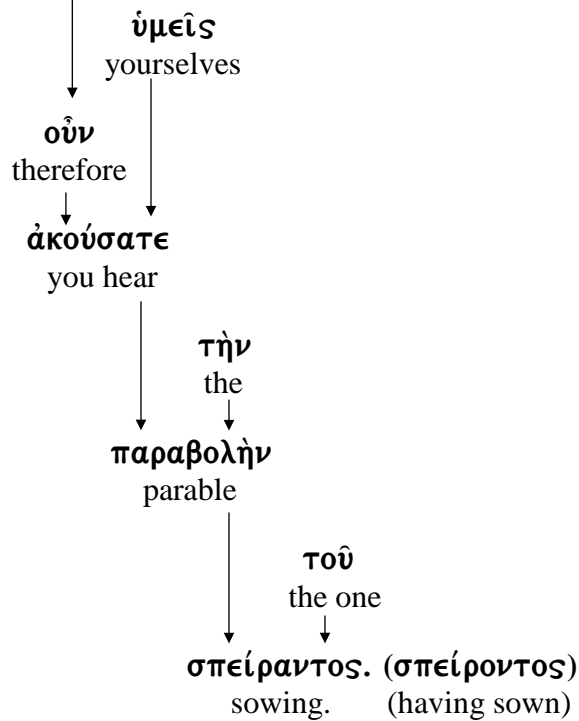 ὑμεῖς
yourselves
οὖν
therefore
ἀκούσατε
you hear
τὴν
the
παραβολὴν
parable
τοῦ
the one
σπείραντος. (σπείροντος)
sowing. (having sown)